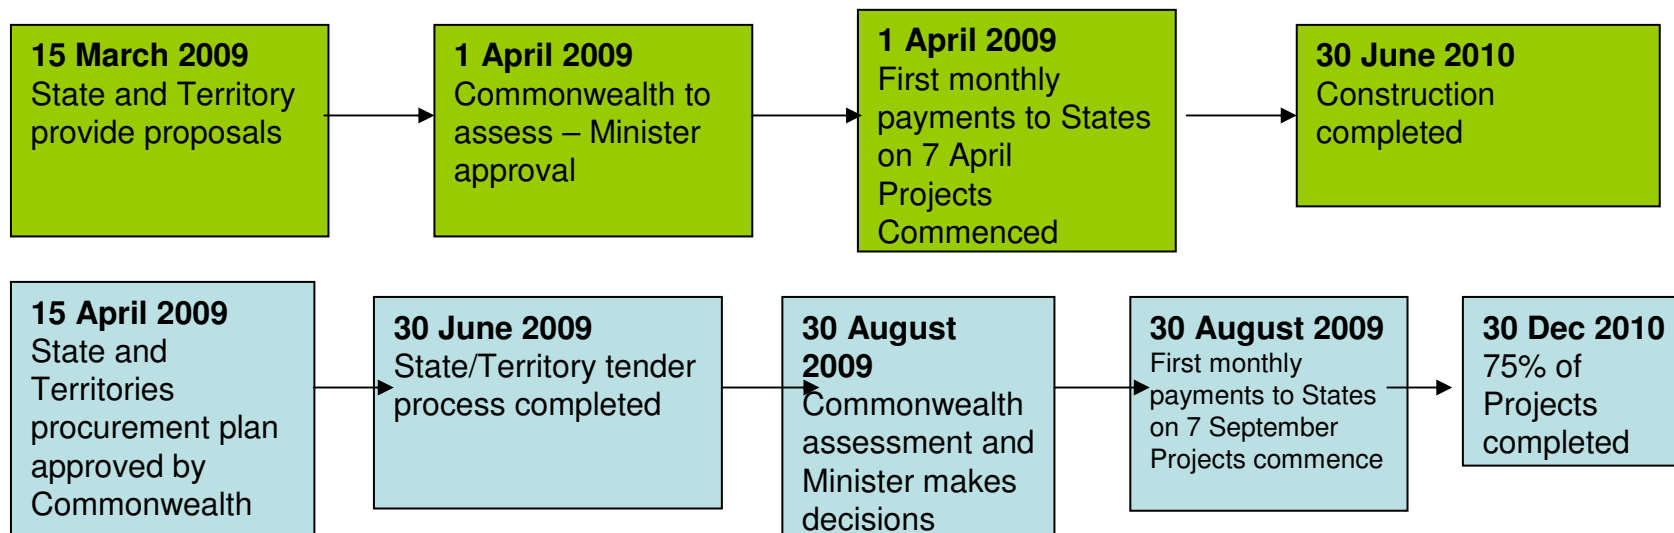 15 March 2009
State and Territory
provide proposals
1 April 2009
Commonwealth to
assess – Minister
approval
1 April 2009
First monthly
payments to States
on 7 April
Projects
Commenced
30 June 2010
Construction
completed
15 April 2009
State and
Territories
procurement plan
approved by
Commonwealth
30 June 2009
State/Territory tender
process completed
30 August
2009
Commonwealth
assessment and
Minister makes
decisions
30 August 2009
First monthly
payments to States
on 7 September
Projects commence
30 Dec 2010
75% of
Projects
completed